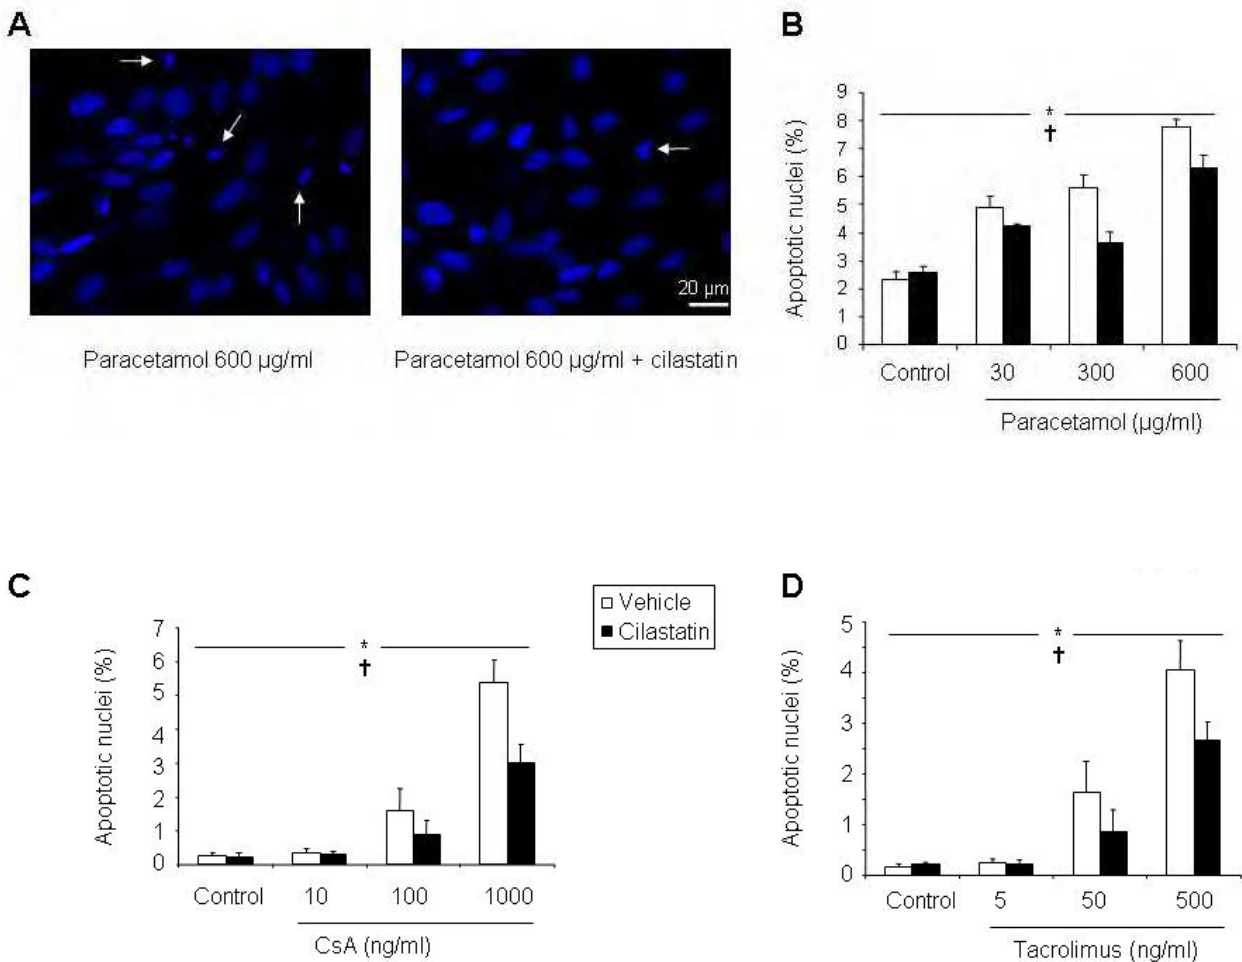 A
20 µm
Paracetamol 600 µg/ml
Paracetamol 600 µg/ml + cilastatin
B
Apoptotic nuclei (%)
9
8
7
6
5
4
3
2
1
0
*
†
Control
30
300
600
Paracetamol (µg/ml)
C
Apoptotic nuclei (%)
7
6
5
4
3
2
1
0
*
†
Control
10
100
1000
CsA (ng/ml)
Vehicle
Cilastatin
D
Apoptotic nuclei (%)
5
4
3
2
1
0
*
†
Control
5
50
500
Tacrolimus (ng/ml)